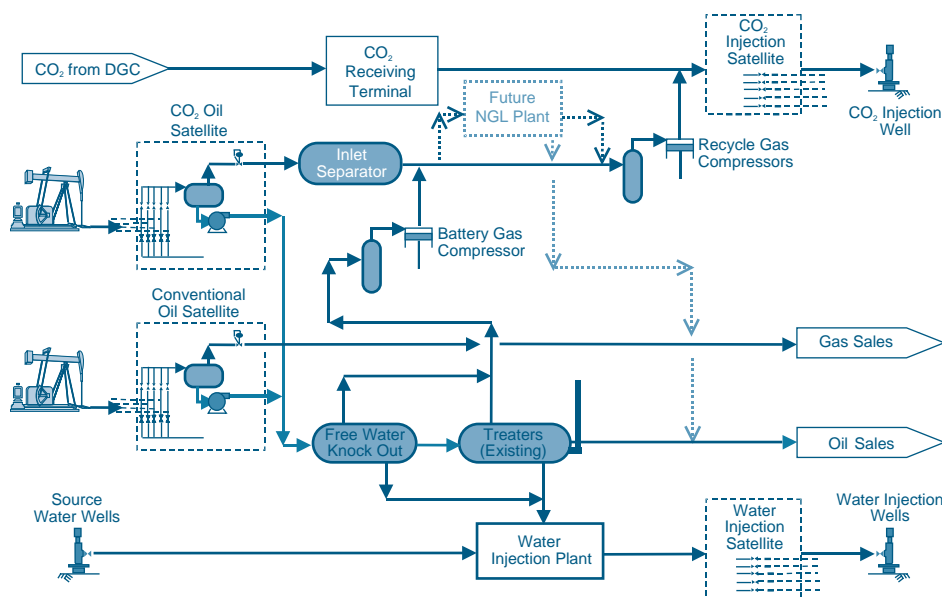 CO₂ from DGC
CO₂
Receiving
Terminal
CO₂
Injection
Satellite
CO₂ Injection
Well
CO₂ Oil
Satellite
Future
NGL Plant
Inlet
Separator
Recycle Gas
Compressors
Battery Gas
Compressor
Conventional
Oil Satellite
Gas Sales
Free Water
Knock Out
Treaters
(Existing)
Oil Sales
Source
Water Wells
Water
Injection Plant
Water
Injection
Satellite
Water Injection
Wells